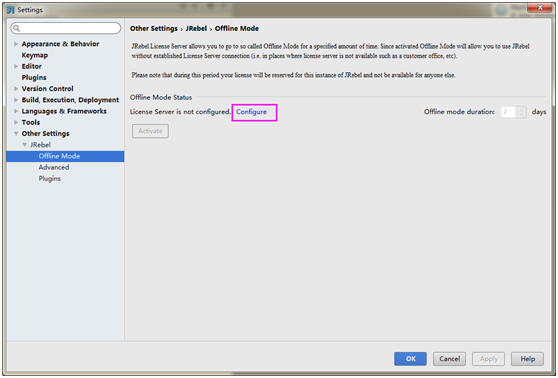 Settings
Appearance & Behavior
Keymap
Editor
Plugins
Version Control
Build, Execution, Deployment
Languages & Frameworks
Tools
Other Settings
JRebel
Offline Mode
Advanced
Plugins
Other Settings › JRebel › Offline Mode
JRebel License Server allows you to go to so called Offline Mode for a specified amount of time. Since activated Offline Mode will allow you to use JRebel
without established License Server connection (i.e. in places where license server is not available such as a customer office, etc).
Please note that during this period your license will be reserved for this instance of JRebel and not be available for anyone else.
Offline Mode Status
License Server is not configured. Configure Offline mode duration: 7 days
Activate
OK Cancel Apply Help